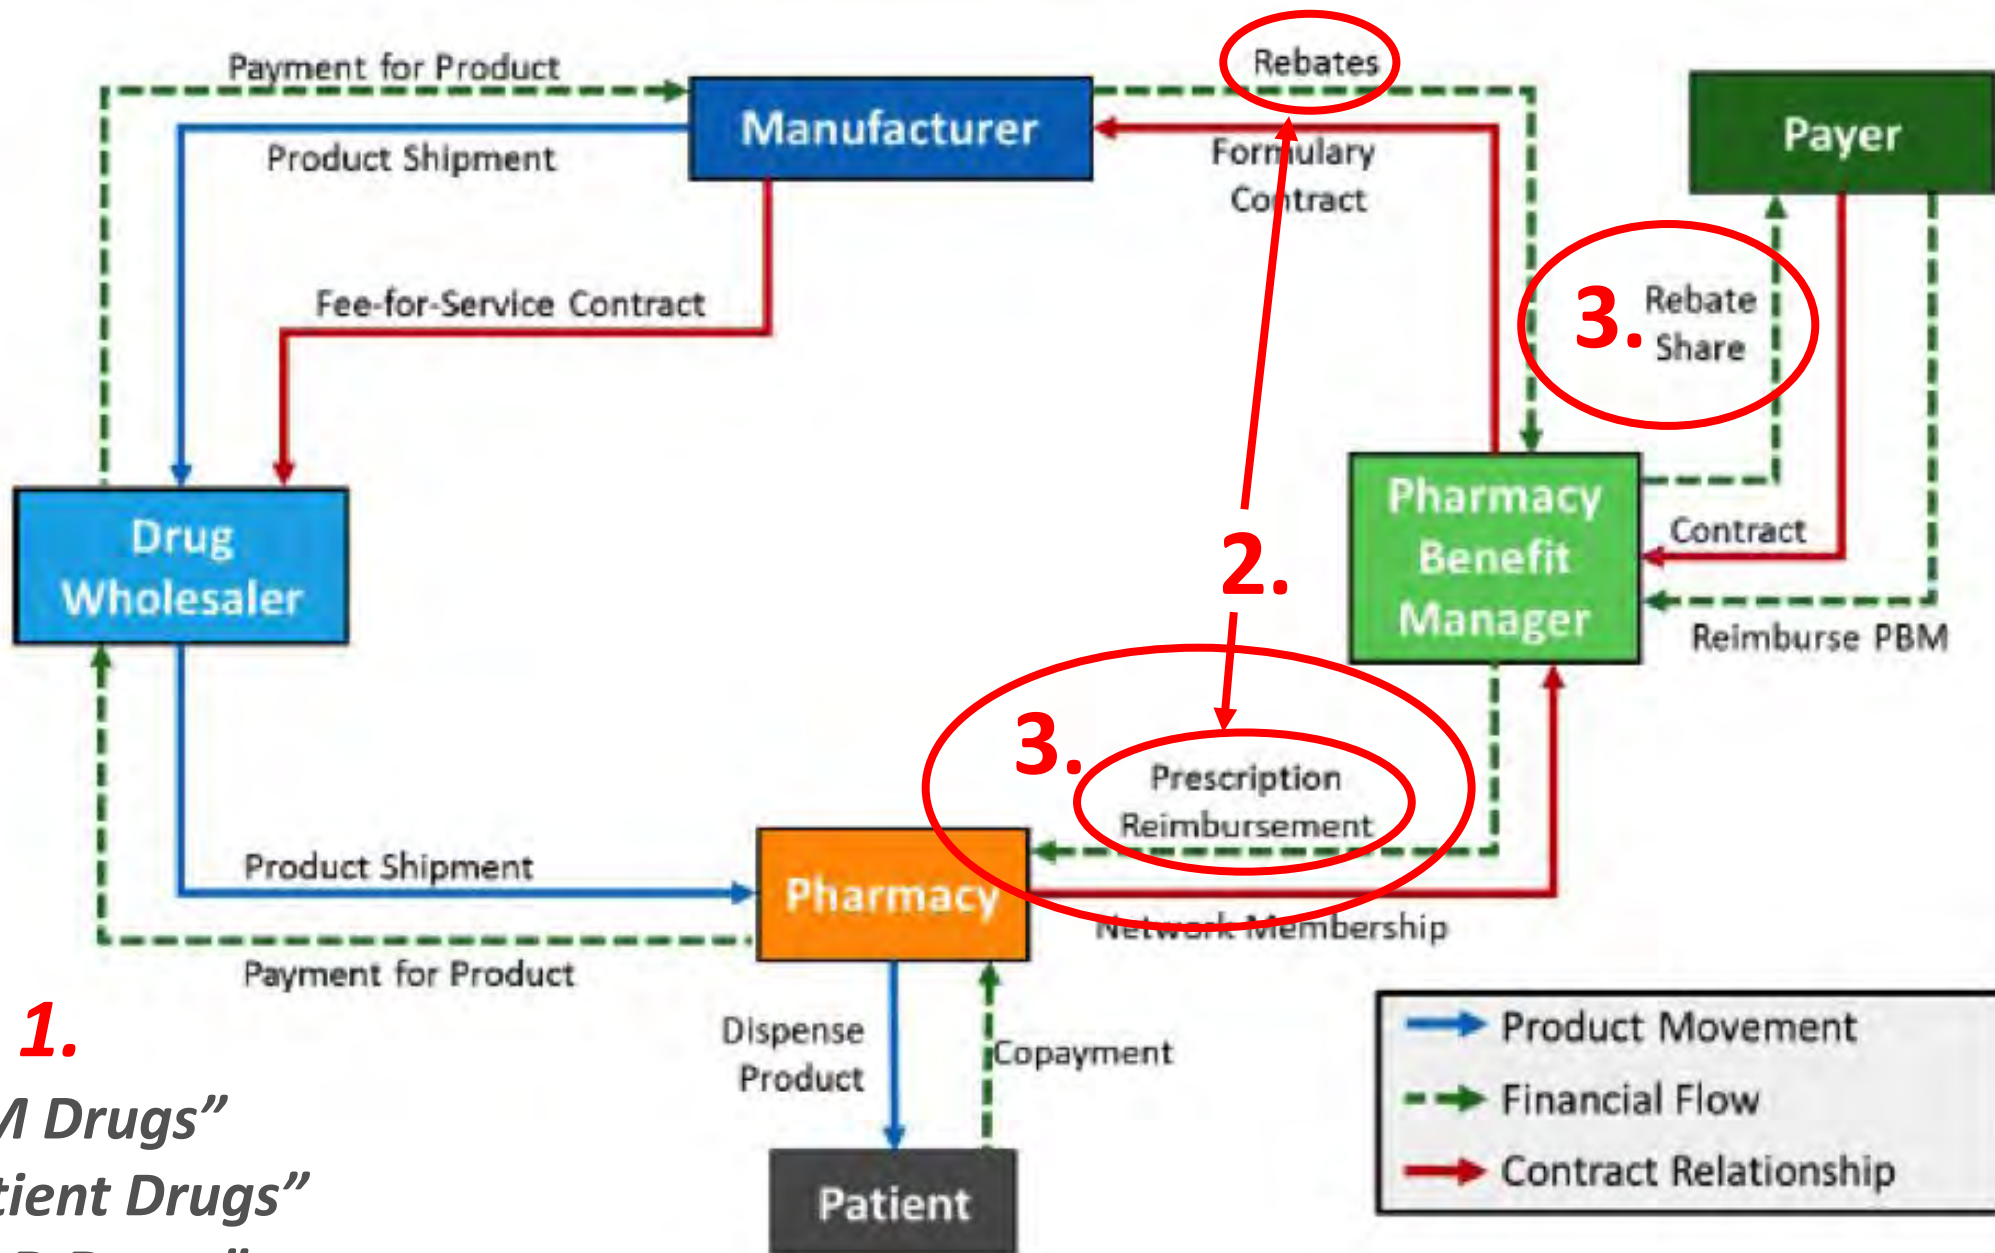 Payment for Product
Rebates
Manufacturer
Payer
Product Shipment
Formulary
Contract
Fee-for-Service Contract
3.
Rebate
Share
Drug
Wholesaler
2.
Pharmacy
Benefit
Manager
Contract
Reimburse PBM
3.
Prescription
Reimbursement
Product Shipment
Pharmacy
Network Membership
Payment for Product
1.
M Drugs”
tient Drugs”
Dispense
Product
Copayment
Patient
Product Movement
Financial Flow
Contract Relationship